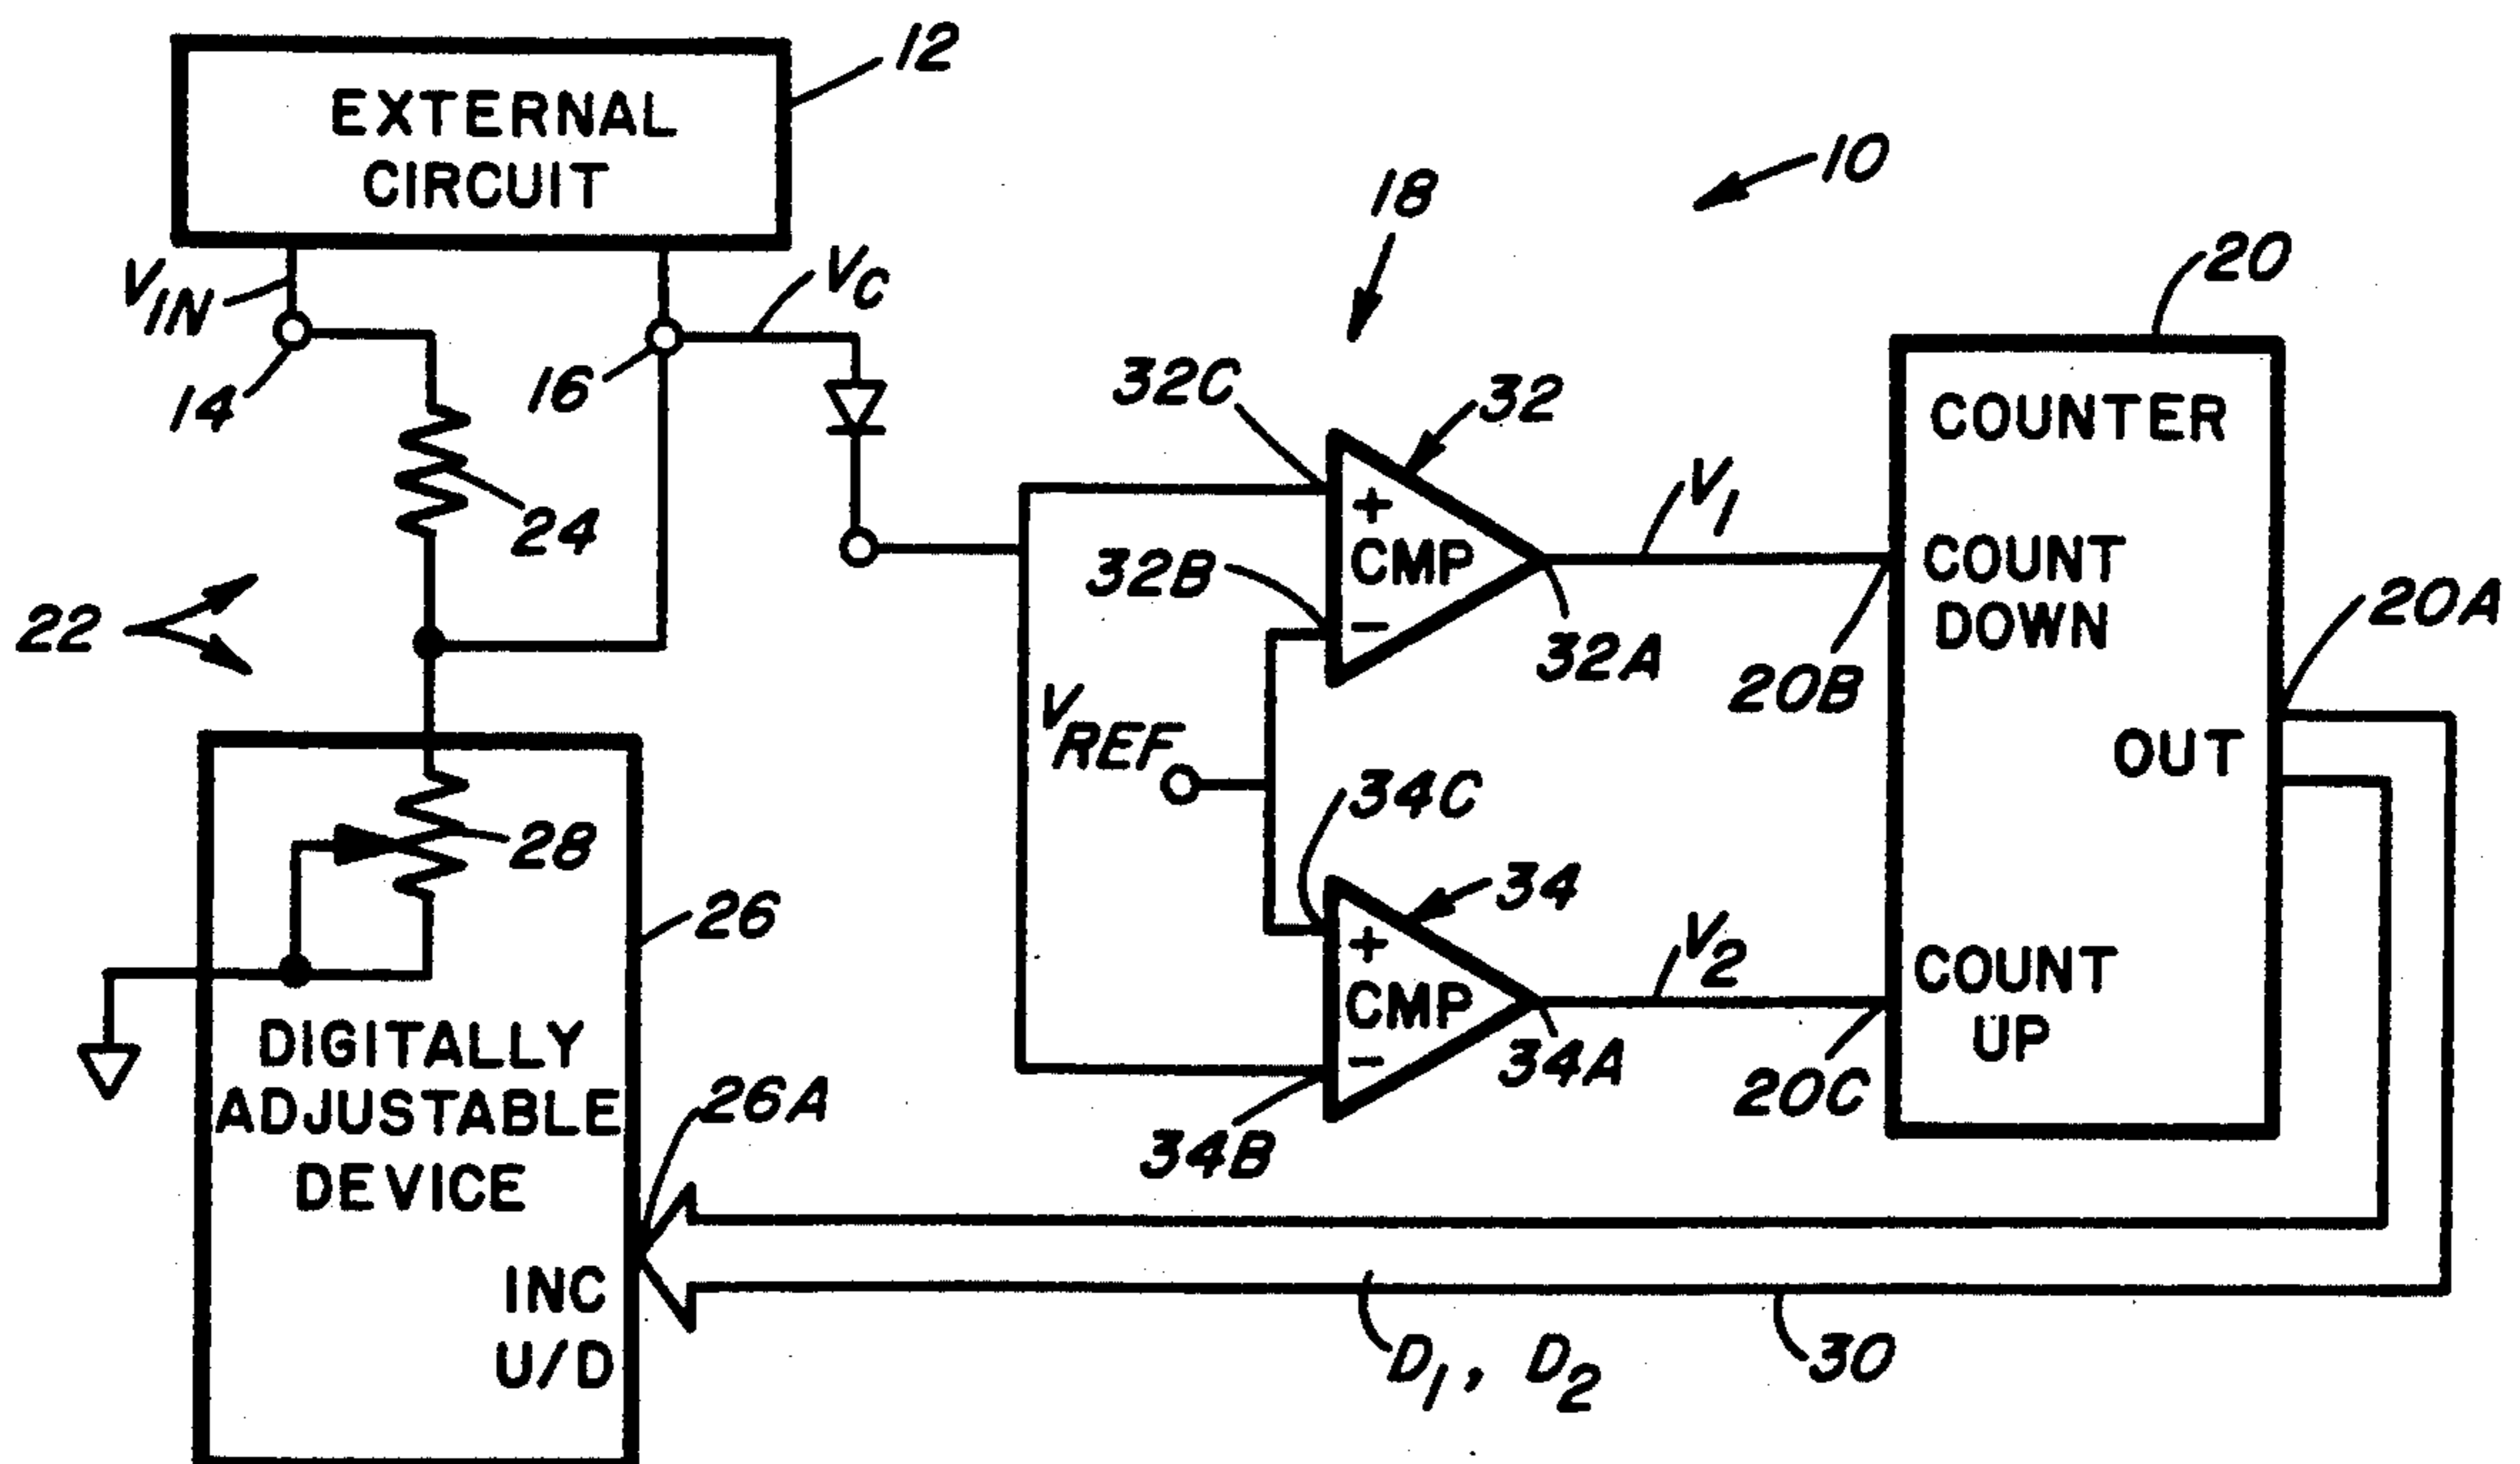 12
EXTERNAL
CIRCUIT
10
18
20
VIN
VC
14
16
32C
32
COUNTER
24
+
CMP
−
V1
COUNT
DOWN
32B
32A
20B
20A
22
VREF
OUT
28
34C
34
26
+
CMP
−
V2
COUNT
UP
34A
20C
34B
DIGITALLY
ADJUSTABLE
DEVICE
26A
INC
U/D
D1, D2
30